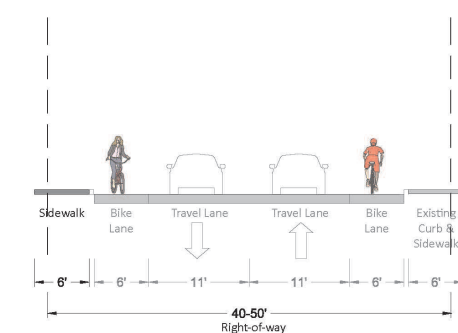 Sidewalk
Bike
Lane
Travel Lane
Travel Lane
Bike
Lane
Existing
Curb &
Sidewalk
6' 6' 11' 11' 6' 6'
40-50'
Right-of-way